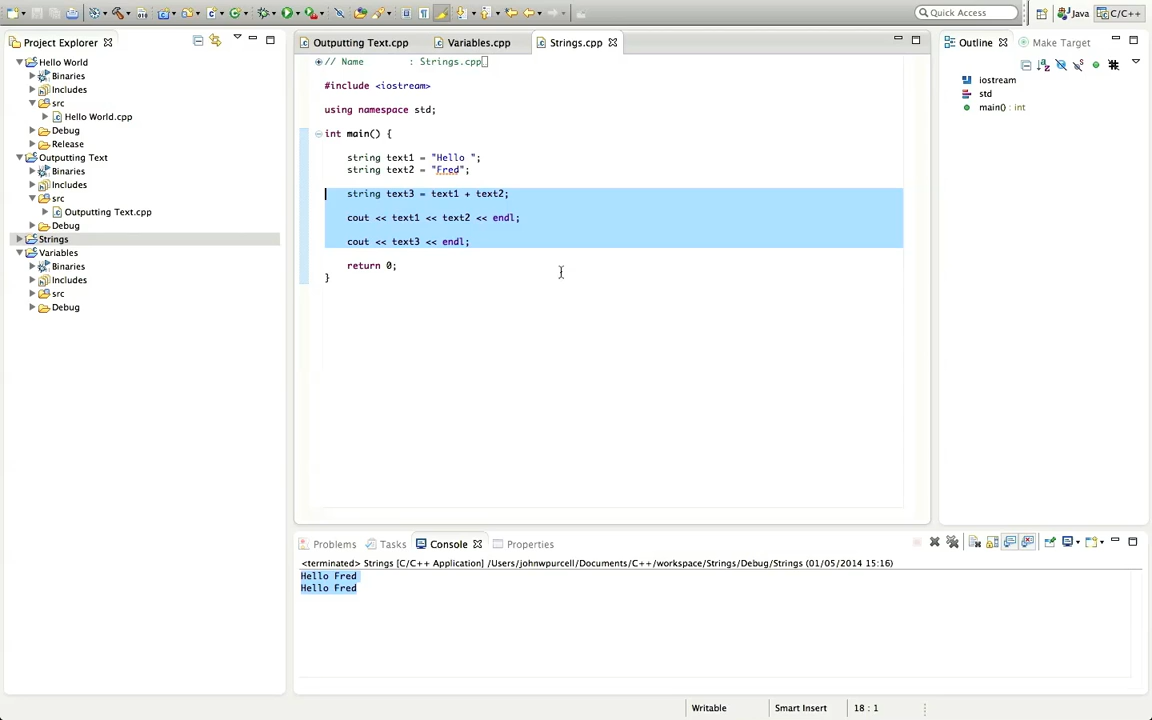 Quick Access
Java
C/C++
Project Explorer
Hello World
Binaries
Includes
src
Hello World.cpp
Debug
Release
Outputting Text
Binaries
Includes
src
Outputting Text.cpp
Debug
Strings
Variables
Binaries
Includes
src
Debug
Outputting Text.cpp
Variables.cpp
Strings.cpp
// Name : Strings.cpp
#include <iostream>
using namespace std;
int main() {
string text1 = "Hello ";
string text2 = "Fred";
string text3 = text1 + text2;
cout << text1 << text2 << endl;
cout << text3 << endl;
return 0;
}
Outline
Make Target
iostream
std
main() : int
Problems
Tasks
Console
Properties
<terminated> Strings [C/C++ Application] /Users/johnwpurcell/Documents/C++/workspace/Strings/Debug/Strings (01/05/2014 15:16)
Hello Fred
Hello Fred
Writable
Smart Insert
18 : 1